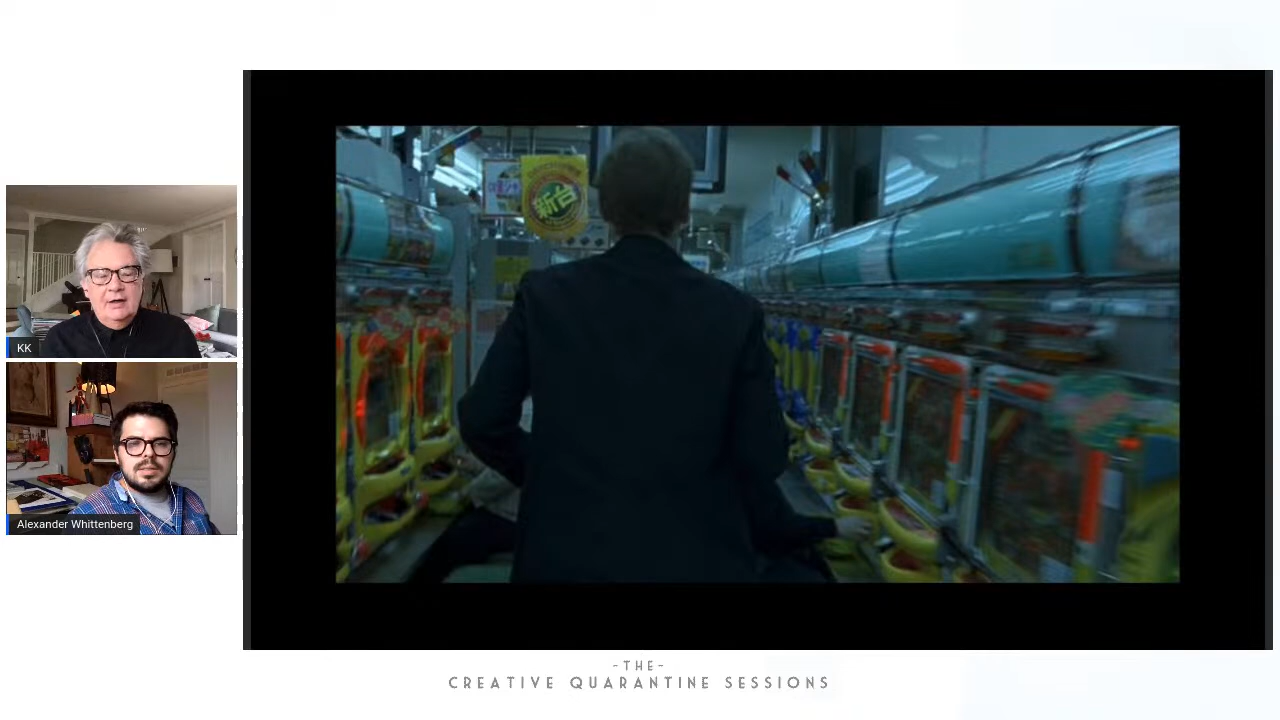 KK
Alexander Whittenberg
新台
-THE-
CREATIVE QUARANTINE SESSIONS